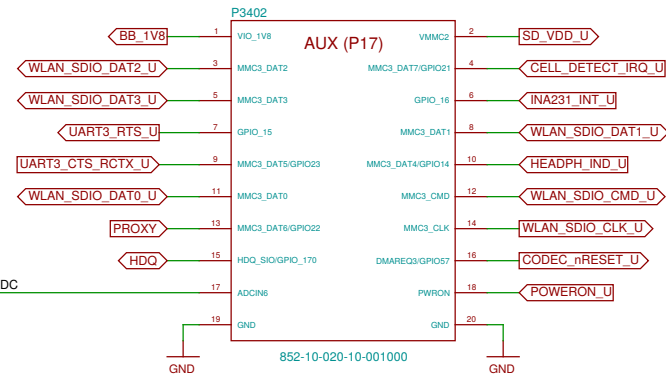 P3402
AUX (P17)
BB_1V8 1 VIO_1V8 VMMC2 2 SD_VDD_U
WLAN_SDIO_DAT2_U 3 MMC3_DAT2 MMC3_DAT7/GPIO21 4 CELL_DETECT_IRQ_U
WLAN_SDIO_DAT3_U 5 MMC3_DAT3 GPIO_16 6 INA231_INT_U
UART3_RTS_U 7 GPIO_15 MMC3_DAT1 8 WLAN_SDIO_DAT1_U
UART3_CTS_RCTX_U 9 MMC3_DAT5/GPIO23 MMC3_DAT4/GPIO14 10 HEADPH_IND_U
WLAN_SDIO_DAT0_U 11 MMC3_DAT0 MMC3_CMD 12 WLAN_SDIO_CMD_U
PROXY 13 MMC3_DAT6/GPIO22 MMC3_CLK 14 WLAN_SDIO_CLK_U
HDQ 15 HDQ_SIO/GPIO_170 DMAREQ3/GPIO57 16 CODEC_nRESET_U
DC 17 ADCIN6 PWRON 18 POWERON_U
19 GND GND 20
852-10-020-10-001000
GND GND